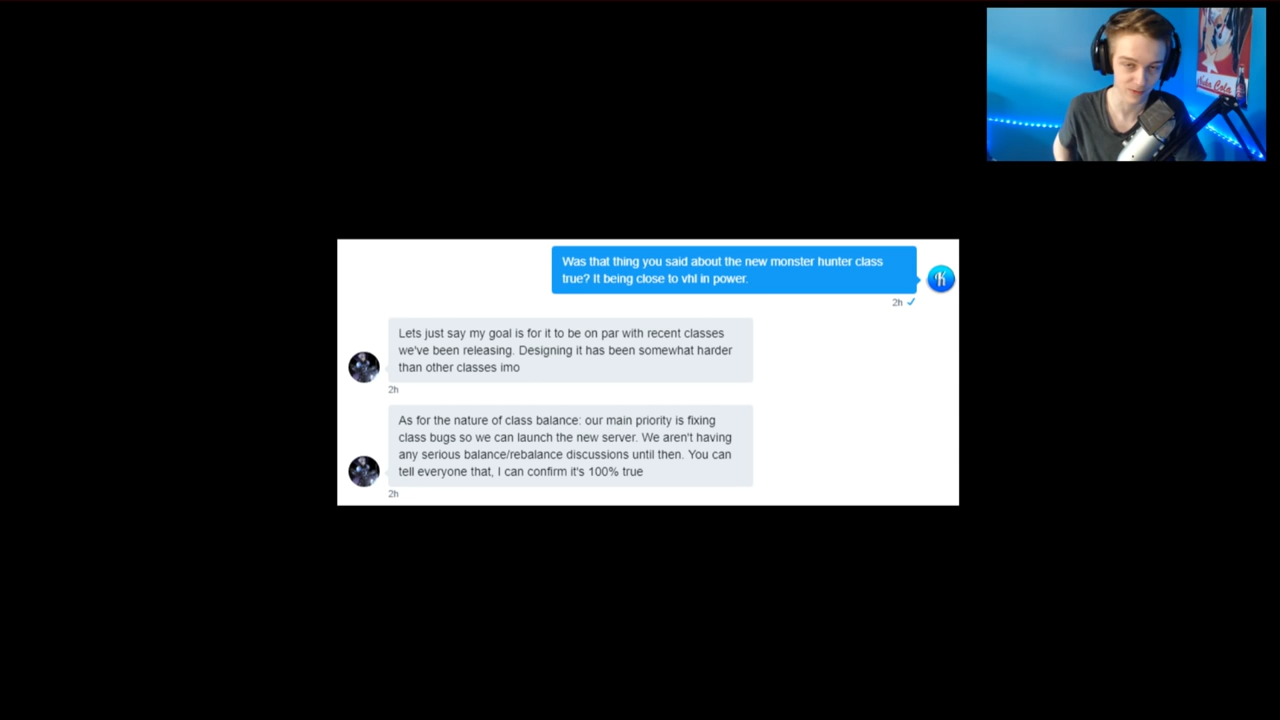 Nuka Cola
Was that thing you said about the new monster hunter class
true? It being close to vhl in power.
2h
Lets just say my goal is for it to be on par with recent classes
we've been releasing. Designing it has been somewhat harder
than other classes imo
2h
As for the nature of class balance: our main priority is fixing
class bugs so we can launch the new server. We aren't having
any serious balance/rebalance discussions until then. You can
tell everyone that, I can confirm it's 100% true
2h